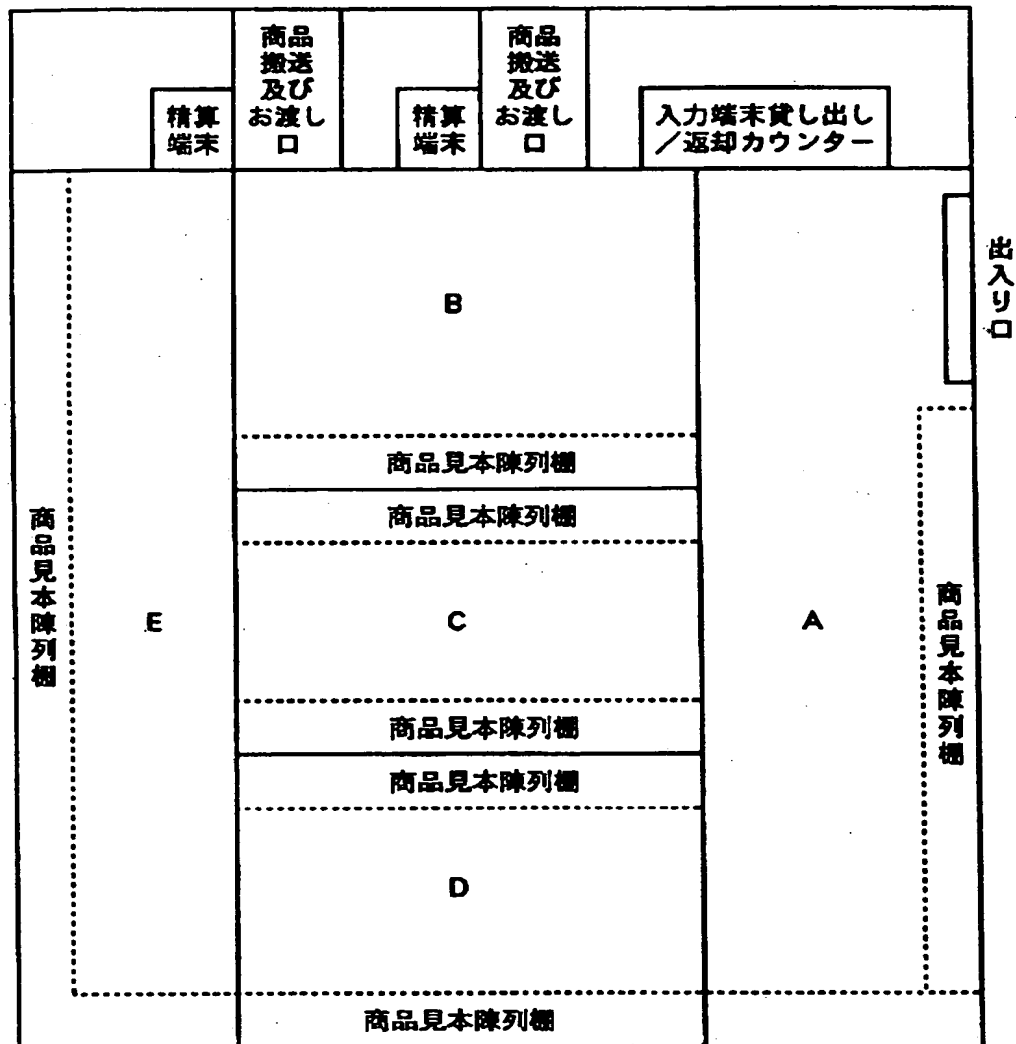 商品
搬送
及び
お渡し
口
商品
搬送
及び
お渡し
口
精算
端末
精算
端末
入力端末貸し出し
／返却カウンター
出入り口
B
商品見本陳列棚
商品見本陳列棚
商品見本陳列棚
E
C
A
商品見本陳列棚
商品見本陳列棚
商品見本陳列棚
D
商品見本陳列棚